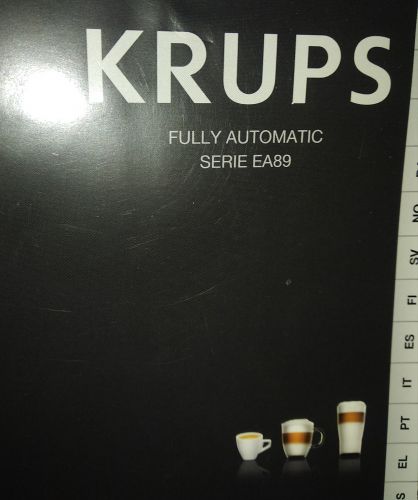 KRUPS
FULLY AUTOMATIC
SERIE EA89
NO
SV
FI
ES
IT
PT
EL